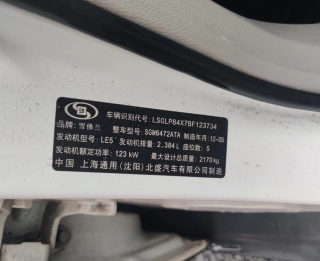 车辆识别代号: LSGLP84X7BF123734
品牌: 雪佛兰 整车型号: SGM6472ATA 制造年月: 12-05
发动机型号: LE5 发动机排量: 2.384L 座位数: 5
发动机额定功率: 123 kW 最大设计总质量: 2170 kg
中国 上海通用(沈阳)北盛汽车有限公司制造